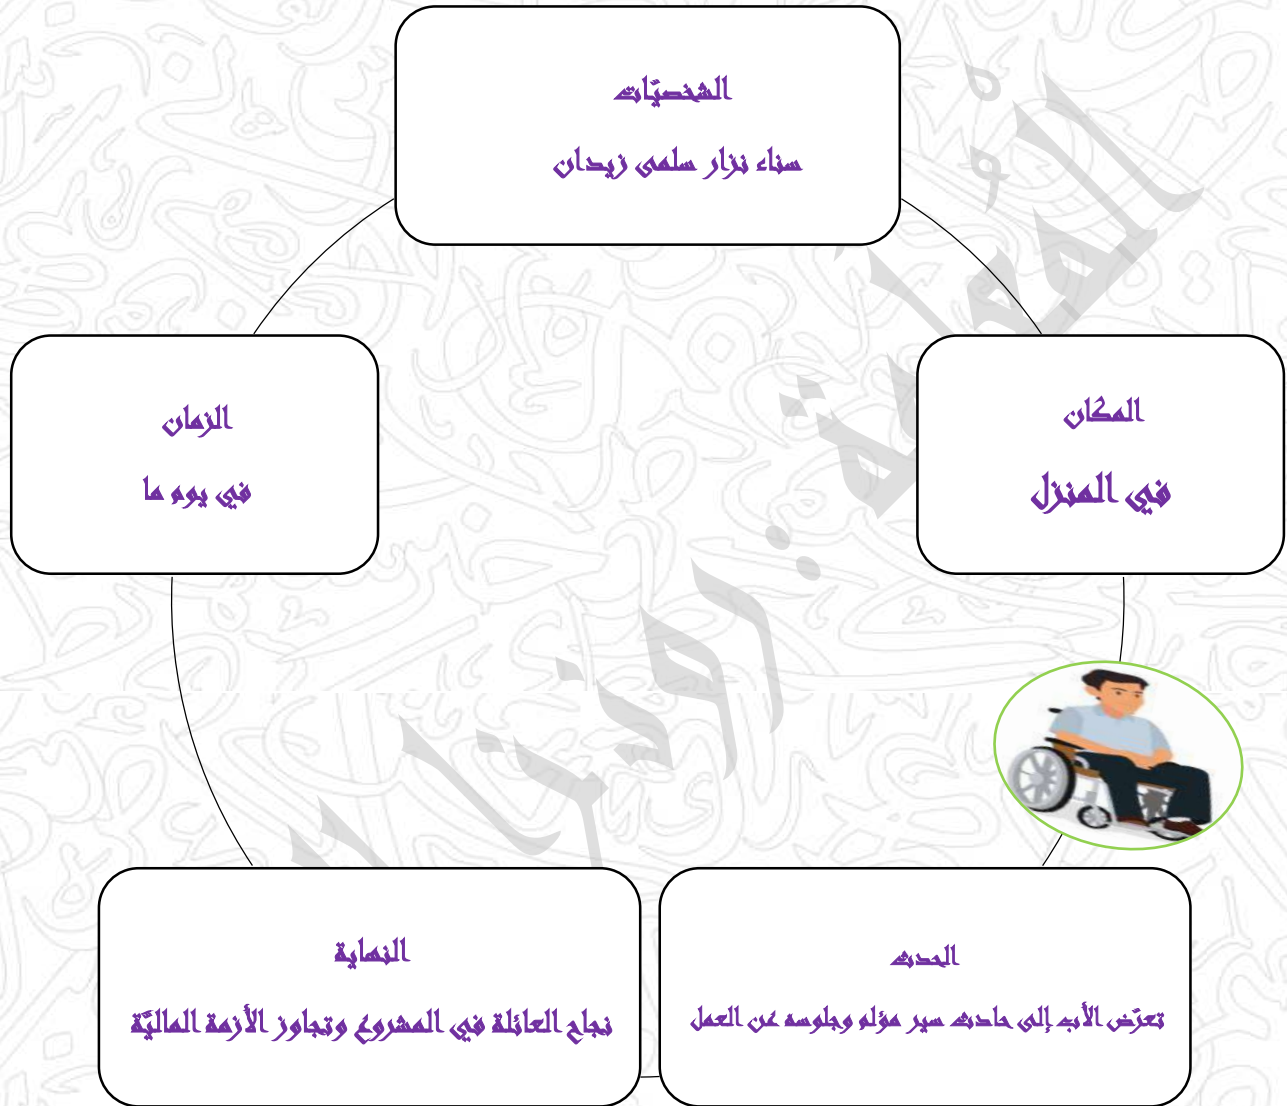 الشخصيّات
سناء نزار سلمى زيدان
المكان
في المنزل
الزمان
في يوم ما
الحدث
تعرّض الأب إلى حادث سير مؤلم وجلوسه عن العمل
النهاية
نجاح العائلة في المشروع وتجاوز الأزمة الماليّة